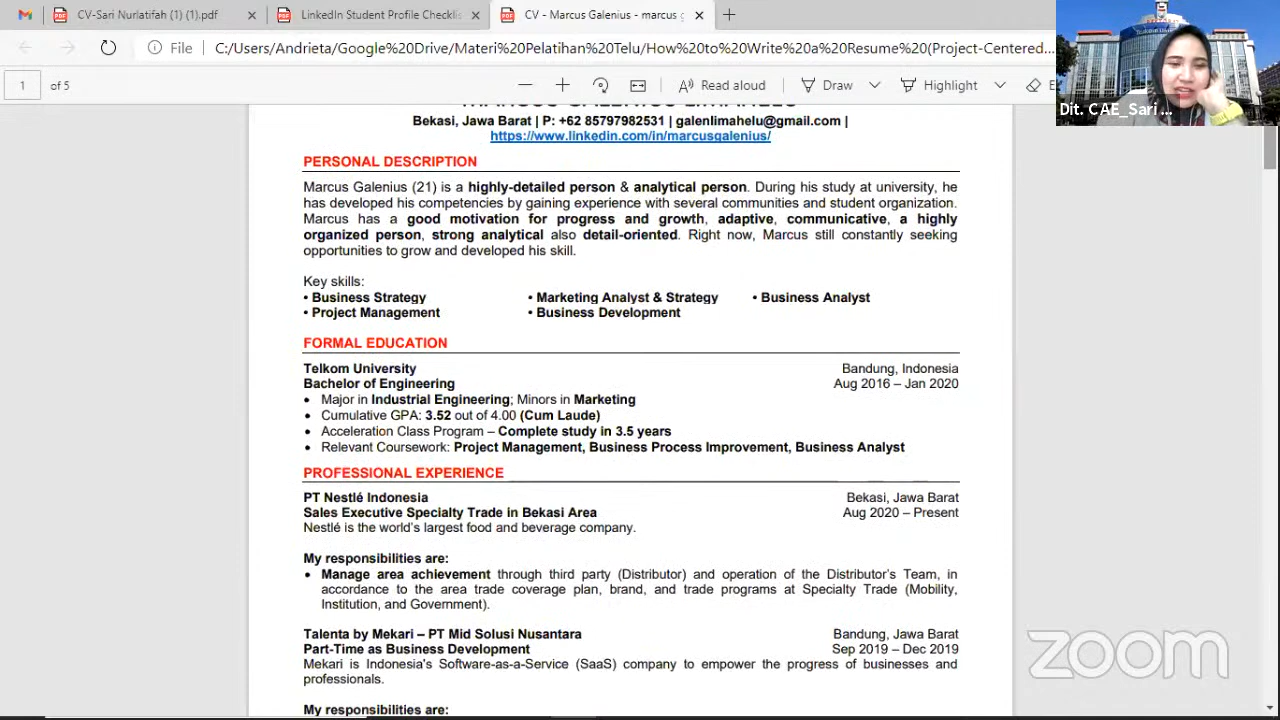 CV-Sari Nurlatifah (1) (1).pdf
LinkedIn Student Profile Checklis
CV - Marcus Galenius - marcus g
File
C:/Users/Andrieta/Google%20Drive/Materi%20Pelatihan%20Telu/How%20to%20Write%20a%20Resume%20(Project-Centered...
1 of 5
Read aloud
Draw
Highlight
Dit. CAE_Sari ...
Bekasi, Jawa Barat | P: +62 85797982531 | galenlimahelu@gmail.com |
https://www.linkedin.com/in/marcusgalenius/
PERSONAL DESCRIPTION
Marcus Galenius (21) is a highly-detailed person & analytical person. During his study at university, he
has developed his competencies by gaining experience with several communities and student organization.
Marcus has a good motivation for progress and growth, adaptive, communicative, a highly
organized person, strong analytical also detail-oriented. Right now, Marcus still constantly seeking
opportunities to grow and developed his skill.
Key skills:
• Business Strategy • Marketing Analyst & Strategy • Business Analyst
• Project Management • Business Development
FORMAL EDUCATION
Telkom University Bandung, Indonesia
Bachelor of Engineering Aug 2016 – Jan 2020
• Major in Industrial Engineering; Minors in Marketing
• Cumulative GPA: 3.52 out of 4.00 (Cum Laude)
• Acceleration Class Program – Complete study in 3.5 years
• Relevant Coursework: Project Management, Business Process Improvement, Business Analyst
PROFESSIONAL EXPERIENCE
PT Nestlé Indonesia Bekasi, Jawa Barat
Sales Executive Specialty Trade in Bekasi Area Aug 2020 – Present
Nestlé is the world's largest food and beverage company.
My responsibilities are:
• Manage area achievement through third party (Distributor) and operation of the Distributor's Team, in
accordance to the area trade coverage plan, brand, and trade programs at Specialty Trade (Mobility,
Institution, and Government).
Talenta by Mekari – PT Mid Solusi Nusantara Bandung, Jawa Barat
Part-Time as Business Development Sep 2019 – Dec 2019
Mekari is Indonesia's Software-as-a-Service (SaaS) company to empower the progress of businesses and
professionals.
My responsibilities are:
zoom